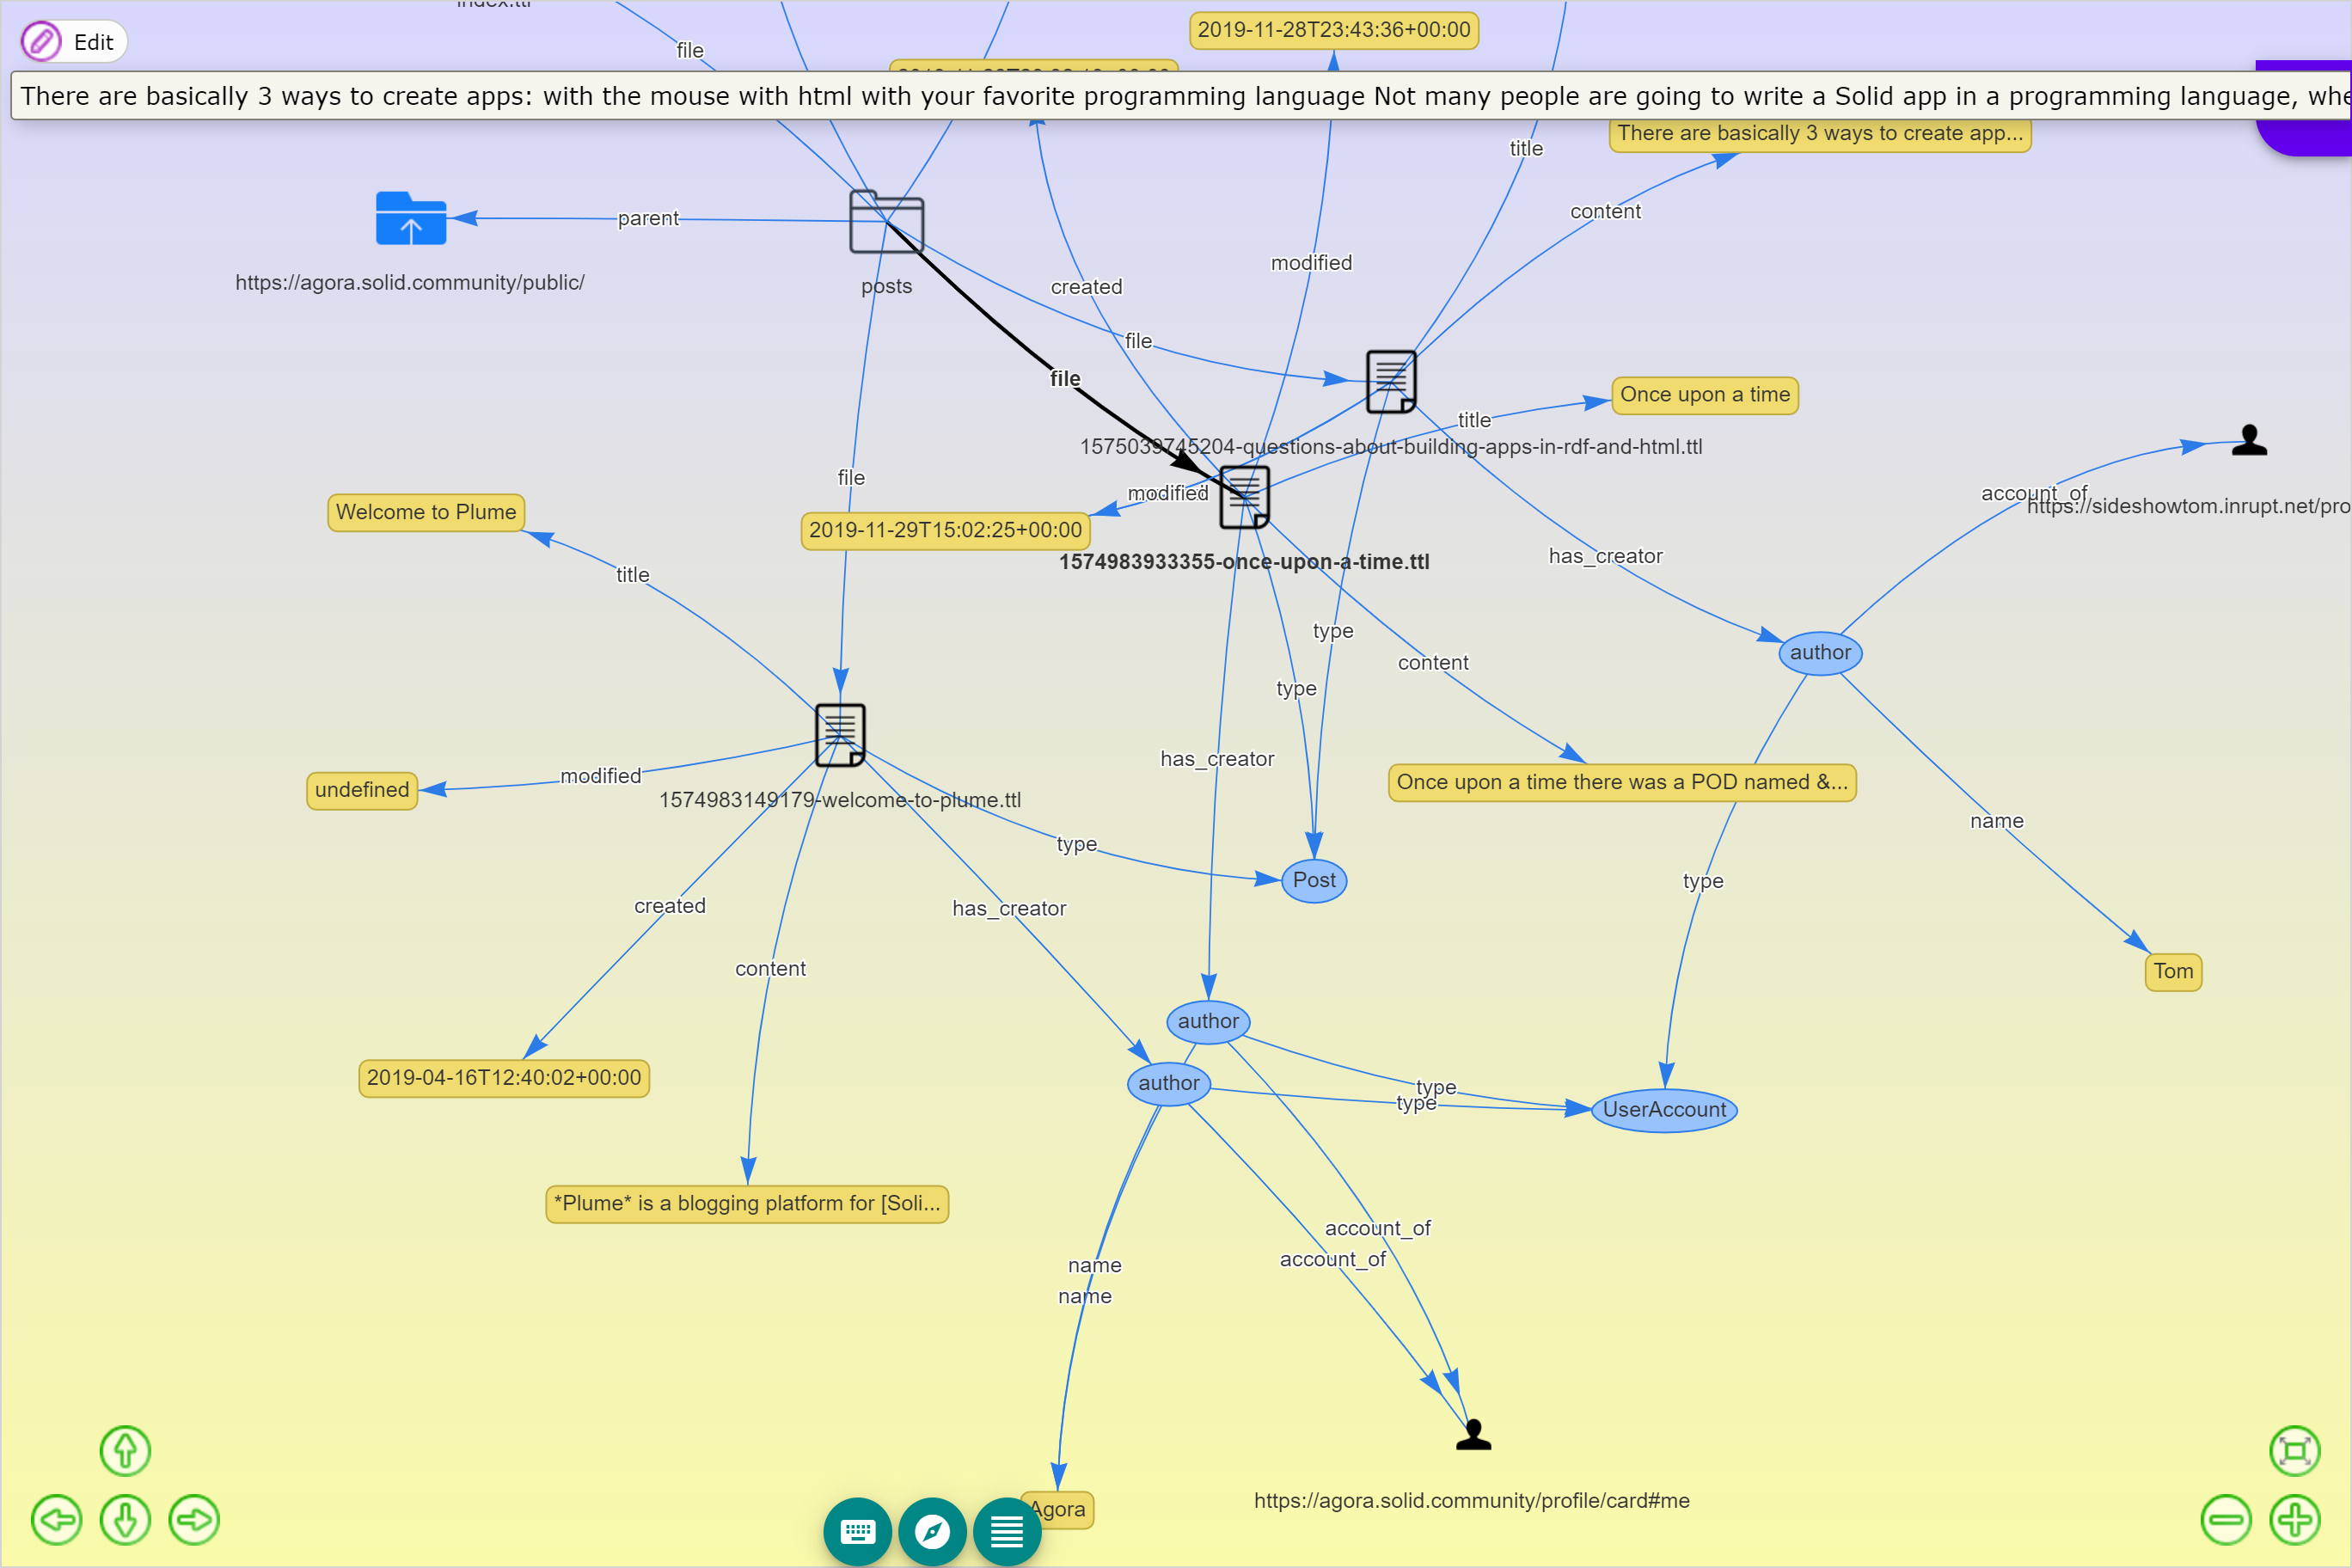 index.ttl
2019-11-28T23:43:36+00:00
Edit
file
There are basically 3 ways to create apps: with the mouse with html with your favorite programming language Not many people are going to write a Solid app in a programming language, whe
There are basically 3 ways to create app...
title
content
parent
modified
https://agora.solid.community/public/
posts
created
file
file
Once upon a time
title
1575039745204-questions-about-building-apps-in-rdf-and-html.ttl
file
modified
account_of
https://sideshowtom.inrupt.net/pro
Welcome to Plume
2019-11-29T15:02:25+00:00
1574983933355-once-upon-a-time.ttl
has_creator
title
type
author
content
type
has_creator
modified
undefined
Once upon a time there was a POD named &...
1574983149179-welcome-to-plume.ttl
name
type
Post
type
created
has_creator
content
Tom
author
2019-04-16T12:40:02+00:00
author
type
type
UserAccount
*Plume* is a blogging platform for [Soli...
account_of
account_of
name
name
https://agora.solid.community/profile/card#me
Agora